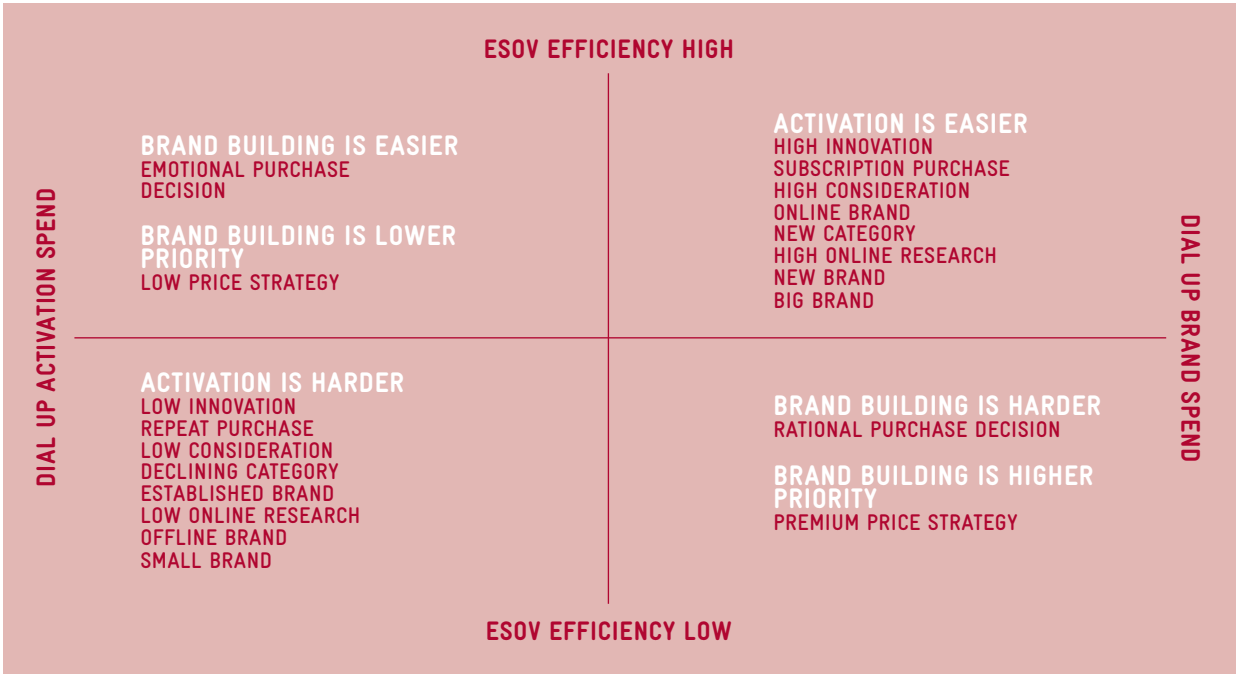 ESOV EFFICIENCY HIGH
BRAND BUILDING IS EASIER
EMOTIONAL PURCHASE
DECISION
BRAND BUILDING IS LOWER
PRIORITY
LOW PRICE STRATEGY
ACTIVATION IS EASIER
HIGH INNOVATION
SUBSCRIPTION PURCHASE
HIGH CONSIDERATION
ONLINE BRAND
NEW CATEGORY
HIGH ONLINE RESEARCH
NEW BRAND
BIG BRAND
DIAL UP ACTIVATION SPEND
DIAL UP BRAND SPEND
ACTIVATION IS HARDER
LOW INNOVATION
REPEAT PURCHASE
LOW CONSIDERATION
DECLINING CATEGORY
ESTABLISHED BRAND
LOW ONLINE RESEARCH
OFFLINE BRAND
SMALL BRAND
BRAND BUILDING IS HARDER
RATIONAL PURCHASE DECISION
BRAND BUILDING IS HIGHER
PRIORITY
PREMIUM PRICE STRATEGY
ESOV EFFICIENCY LOW